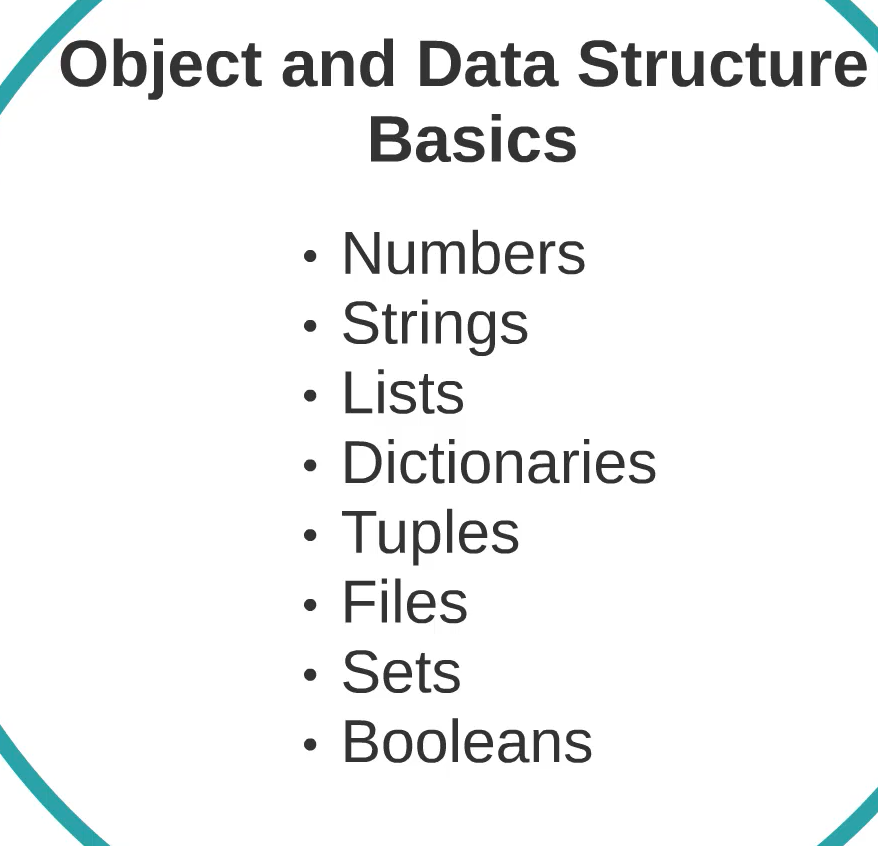 Object and Data Structure
Basics
• Numbers
• Strings
• Lists
• Dictionaries
• Tuples
• Files
• Sets
• Booleans